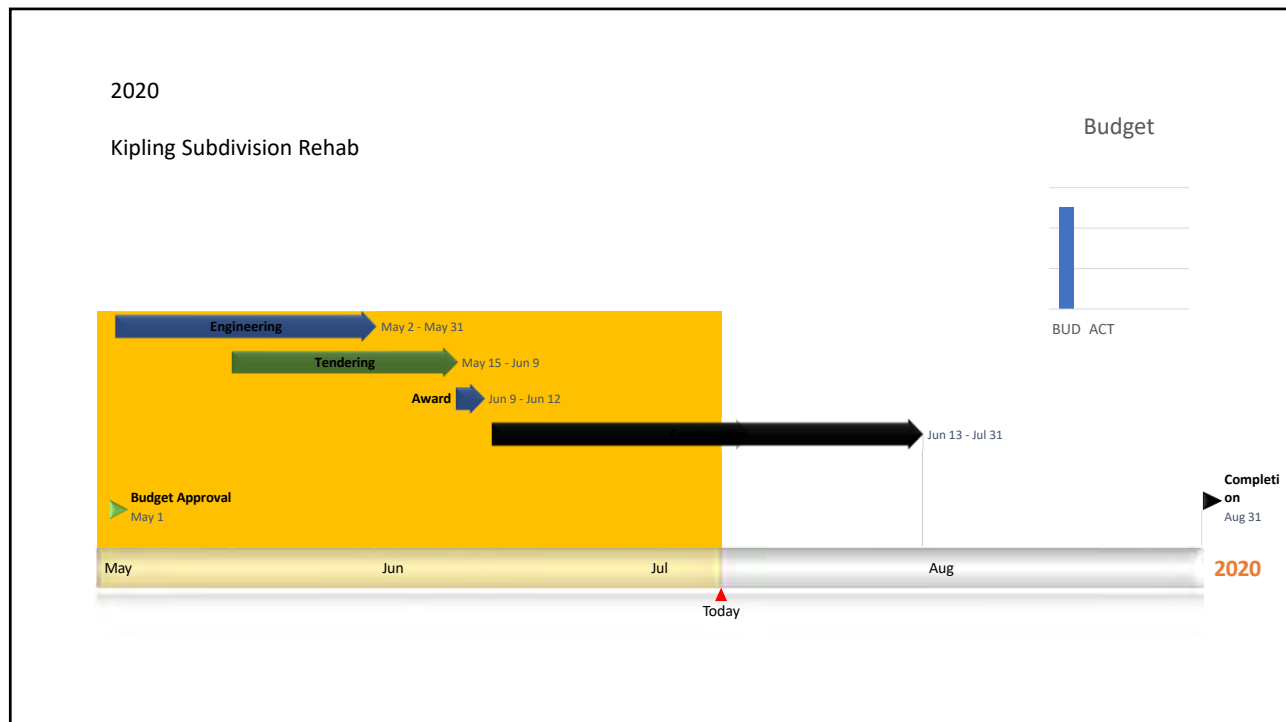 2020
Kipling Subdivision Rehab
Budget
BUD ACT
Engineering
May 2 - May 31
Tendering
May 15 - Jun 9
Award
Jun 9 - Jun 12
Jun 13 - Jul 31
Budget Approval
May 1
Completi
on
Aug 31
May Jun Jul Aug 2020
Today